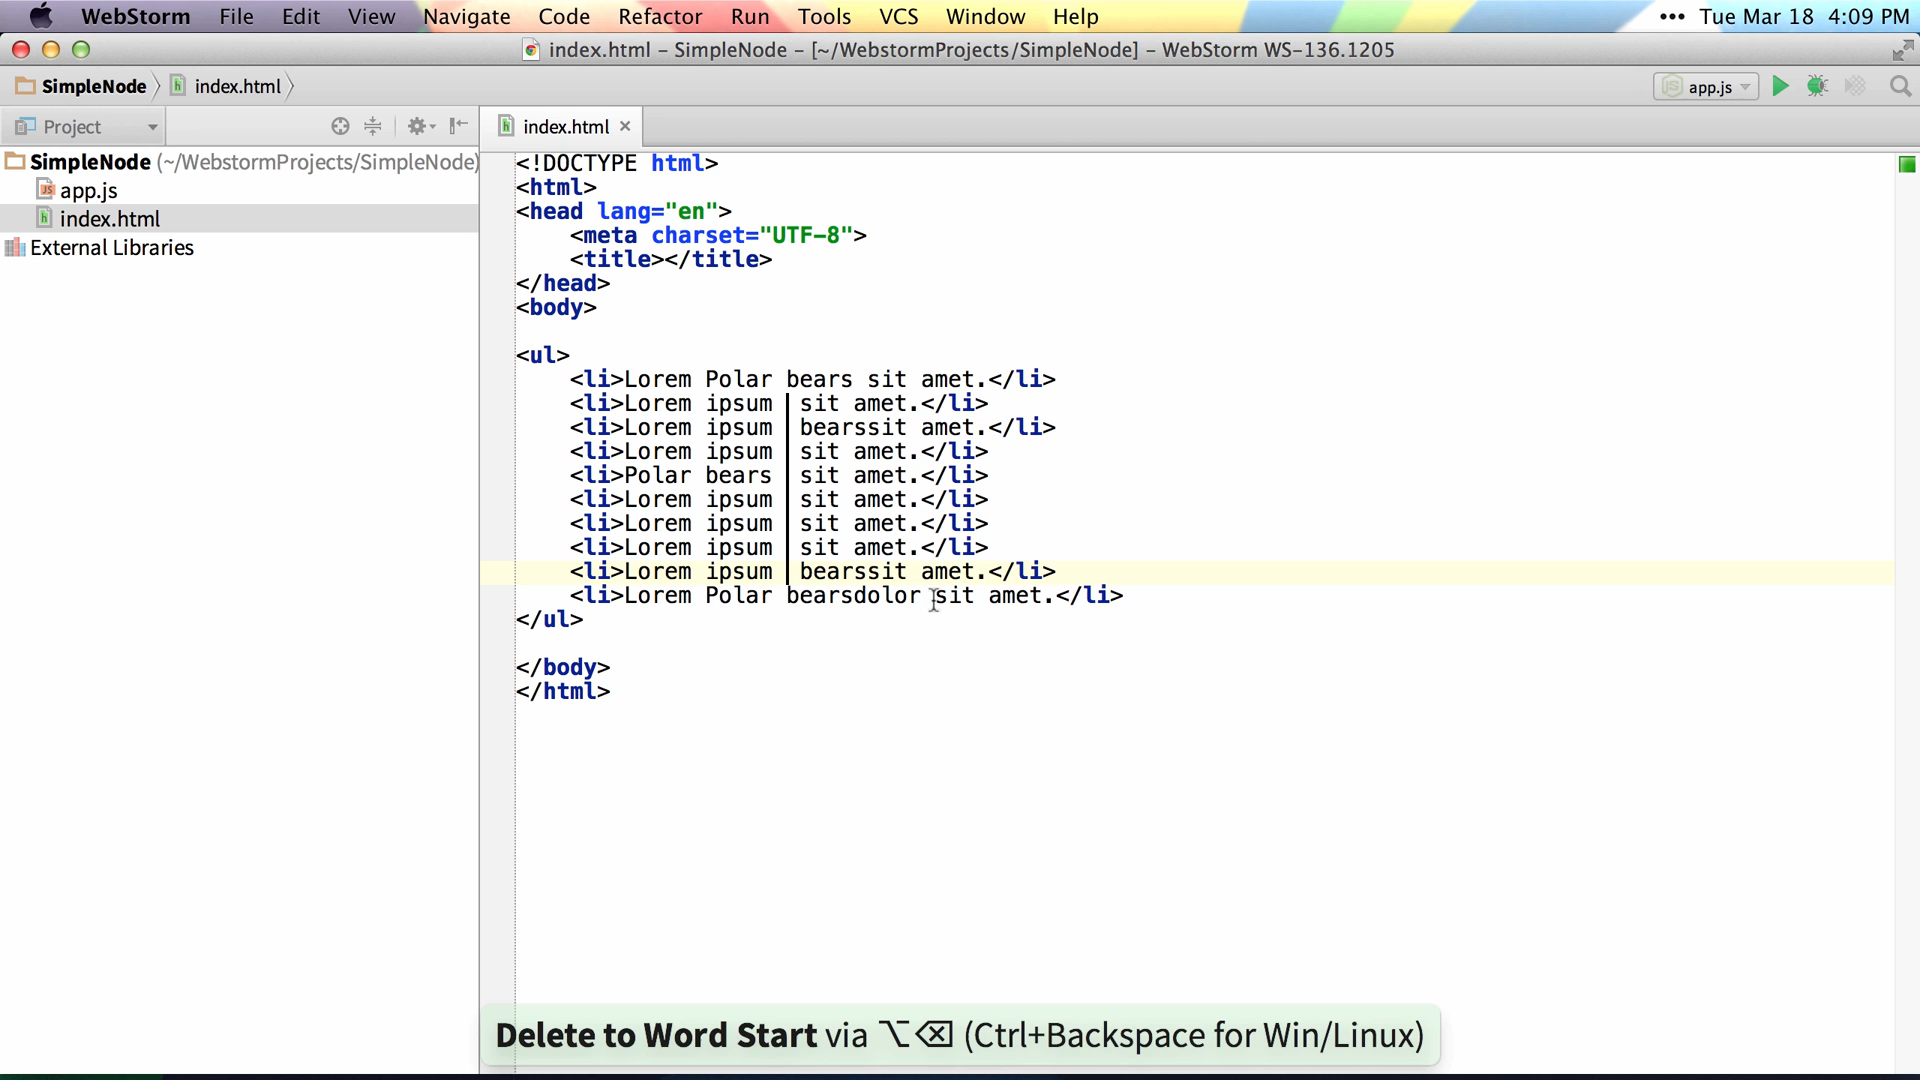 WebStorm File Edit View Navigate Code Refactor Run Tools VCS Window Help ••• Tue Mar 18 4:09 PM
index.html – SimpleNode – [~/WebstormProjects/SimpleNode] – WebStorm WS-136.1205
SimpleNode index.html app.js
Project index.html
SimpleNode (~/WebstormProjects/SimpleNode)
app.js
index.html
External Libraries
<!DOCTYPE html>
<html>
<head lang="en">
<meta charset="UTF-8">
<title></title>
</head>
<body>
<ul>
<li>Lorem Polar bears sit amet.</li>
<li>Lorem ipsum  sit amet.</li>
<li>Lorem ipsum  bearssit amet.</li>
<li>Lorem ipsum  sit amet.</li>
<li>Polar bears  sit amet.</li>
<li>Lorem ipsum  sit amet.</li>
<li>Lorem ipsum  sit amet.</li>
<li>Lorem ipsum  sit amet.</li>
<li>Lorem ipsum  bearssit amet.</li>
<li>Lorem Polar bearsdolor sit amet.</li>
</ul>
</body>
</html>
Delete to Word Start via ⌥⌫ (Ctrl+Backspace for Win/Linux)